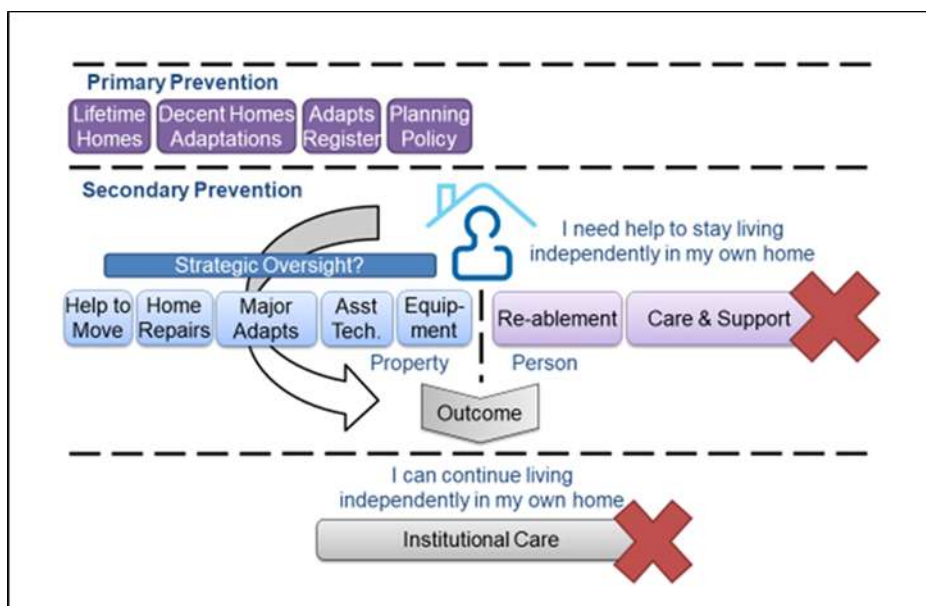 Primary Prevention
Lifetime
Homes
Decent Homes
Adaptations
Adapts
Register
Planning
Policy
Secondary Prevention
I need help to stay living
independently in my own home
Strategic Oversight?
Help to
Move
Home
Repairs
Major
Adapts
Asst
Tech.
Equip-
ment
Re-ablement
Care & Support
Property
Person
Outcome
I can continue living
independently in my own home
Institutional Care